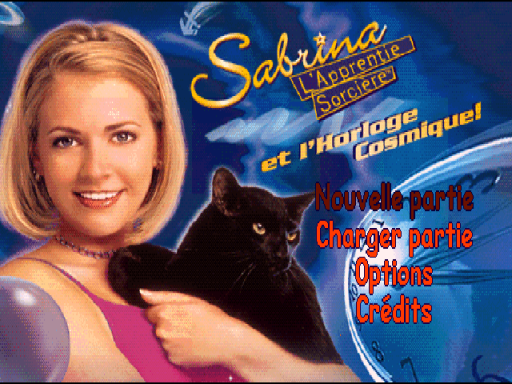 Sabrina
L'Apprentie
Sorcière
et l'Horloge
Cosmique!
Nouvelle partie
Charger partie
Options
Crédits